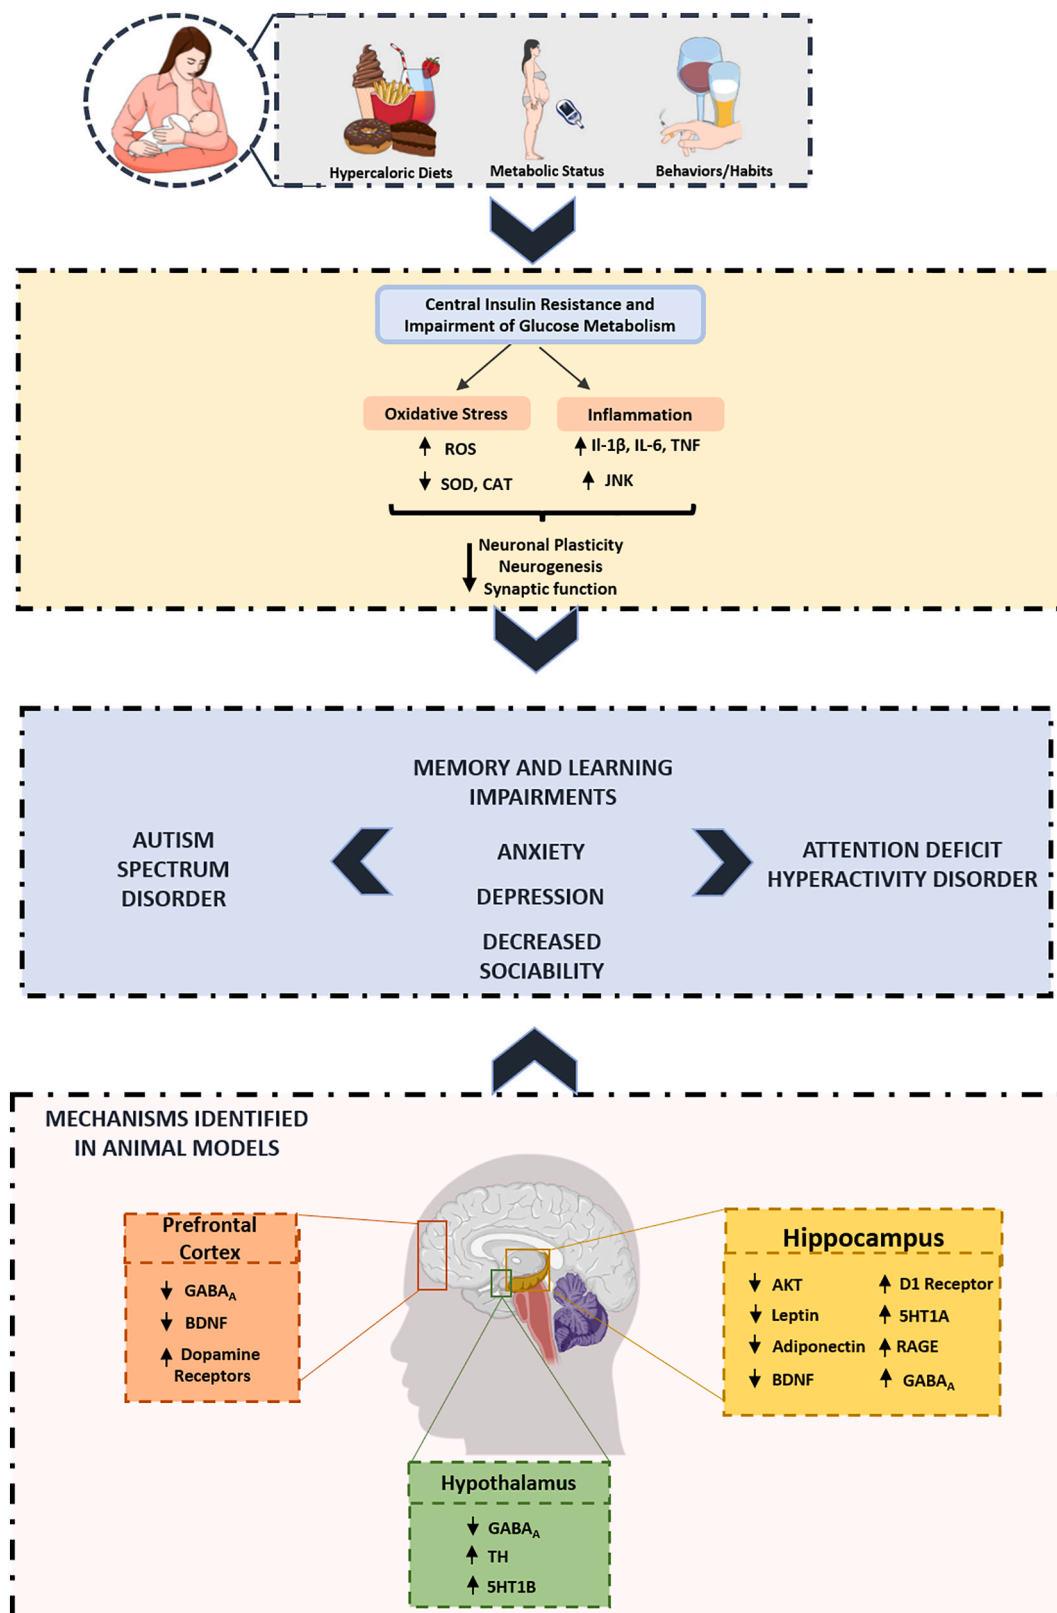 Hypercaloric Diets
Metabolic Status
Behaviors/Habits
Central Insulin Resistance and
Impairment of Glucose Metabolism
Oxidative Stress
ROS
SOD, CAT
Inflammation
Il-1β, IL-6, TNF
JNK
Neuronal Plasticity
Neurogenesis
Synaptic function
AUTISM
SPECTRUM
DISORDER
MEMORY AND LEARNING
IMPAIRMENTS
ANXIETY
DEPRESSION
DECREASED
SOCIABILITY
ATTENTION DEFICIT
HYPERACTIVITY DISORDER
MECHANISMS IDENTIFIED
IN ANIMAL MODELS
Prefrontal
Cortex
GABAA
BDNF
Dopamine
Receptors
Hippocampus
AKT
Leptin
Adiponectin
BDNF
D1 Receptor
5HT1A
RAGE
GABAA
Hypothalamus
GABAA
TH
5HT1B